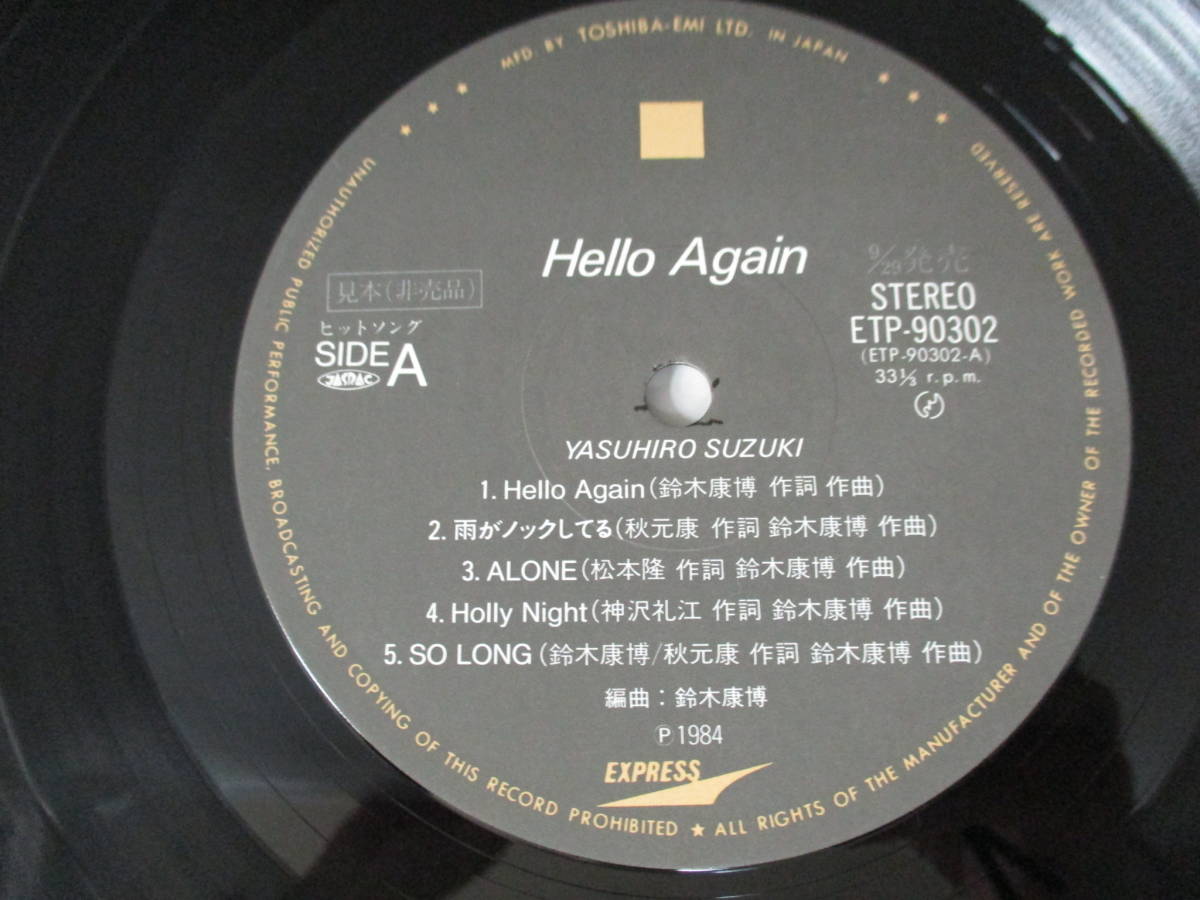 MFD. BY TOSHIBA-EMI LTD. IN JAPAN
Hello Again
9/29発売
見本(非売品)
STEREO
ヒットソング
ETP-90302
SIDE A
(ETP-90302-A)
JASRAC
33⅓ r.p.m.
YASUHIRO SUZUKI
1. Hello Again(鈴木康博 作詞 作曲)
2. 雨がノックしてる(秋元康 作詞 鈴木康博 作曲)
3. ALONE(松本隆 作詞 鈴木康博 作曲)
4. Holly Night(神沢礼江 作詞 鈴木康博 作曲)
5. SO LONG(鈴木康博/秋元康 作詞 鈴木康博 作曲)
編曲:鈴木康博
Ⓟ1984
EXPRESS
UNAUTHORIZED PUBLIC PERFORMANCE, BROADCASTING AND COPYING OF THIS RECORD PROHIBITED ★ ALL RIGHTS OF THE MANUFACTURER AND OF THE OWNER OF THE RECORDED WORK ARE RESERVED